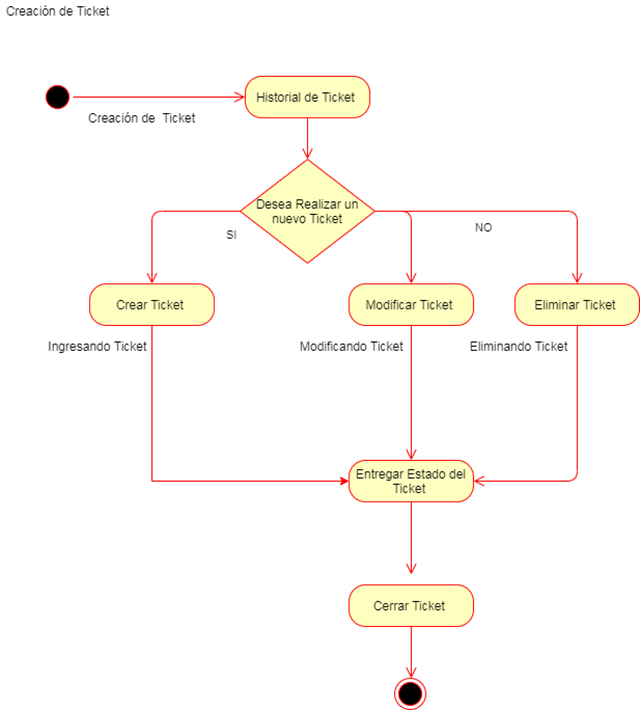 Creación de Ticket
Historial de Ticket
Creación de  Ticket
Desea Realizar un
nuevo Ticket
SI
NO
Crear Ticket
Modificar Ticket
Eliminar Ticket
Ingresando Ticket
Modificando Ticket
Eliminando Ticket
Entregar Estado del
Ticket
Cerrar Ticket